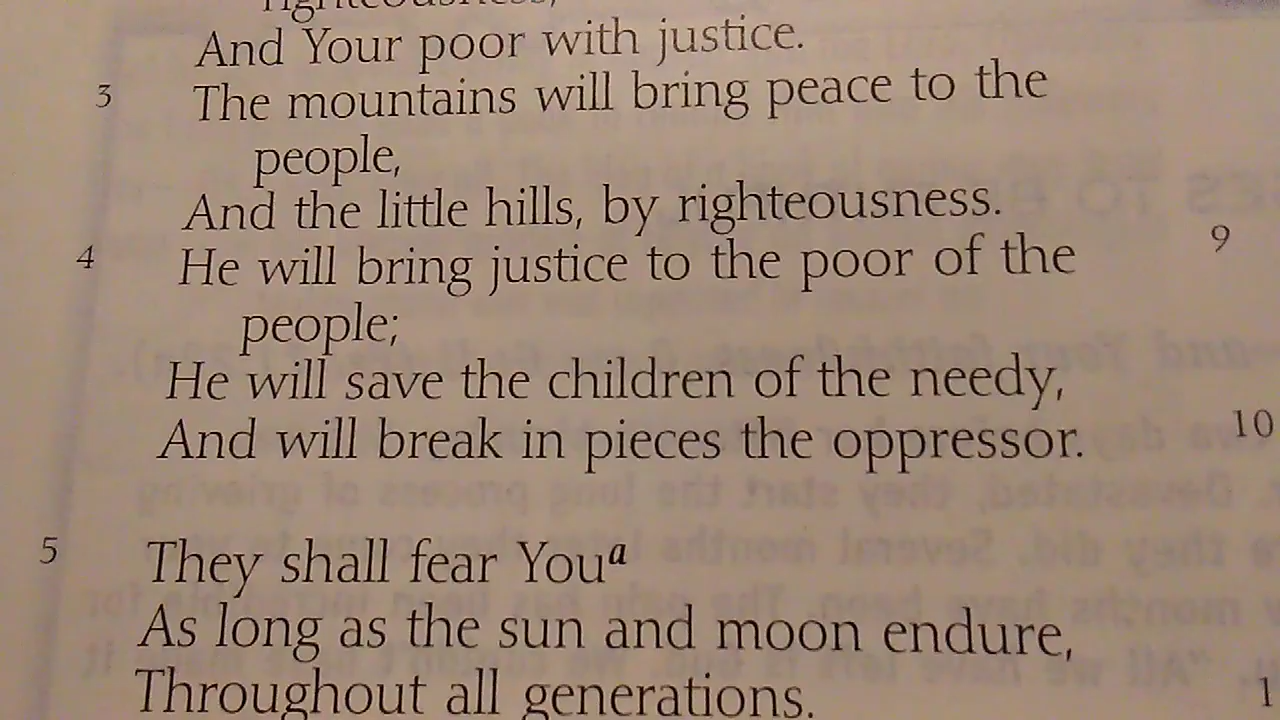 righteousness,
And Your poor with justice.
3 The mountains will bring peace to the
people,
And the little hills, by righteousness.
4 He will bring justice to the poor of the
people;
He will save the children of the needy,
And will break in pieces the oppressor.
5 They shall fear Youa
As long as the sun and moon endure,
Throughout all generations.
9
10
1